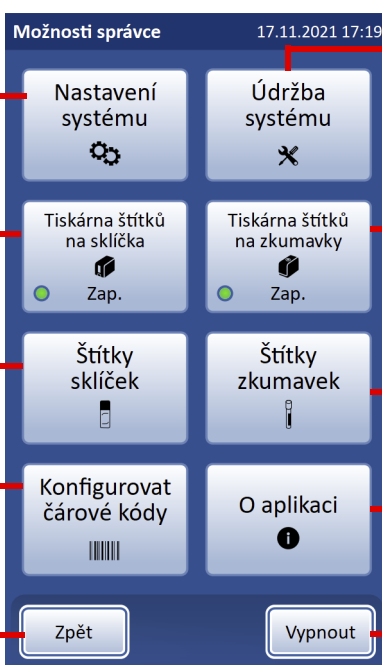 Možnosti správce 17.11.2021 17:19
Nastavení
systému
Údržba
systému
Tiskárna štítků
na sklíčka
Zap.
Tiskárna štítků
na zkumavky
Zap.
Štítky
sklíček
Štítky
zkumavek
Konfigurovat
čárové kódy
O aplikaci
Zpět
Vypnout